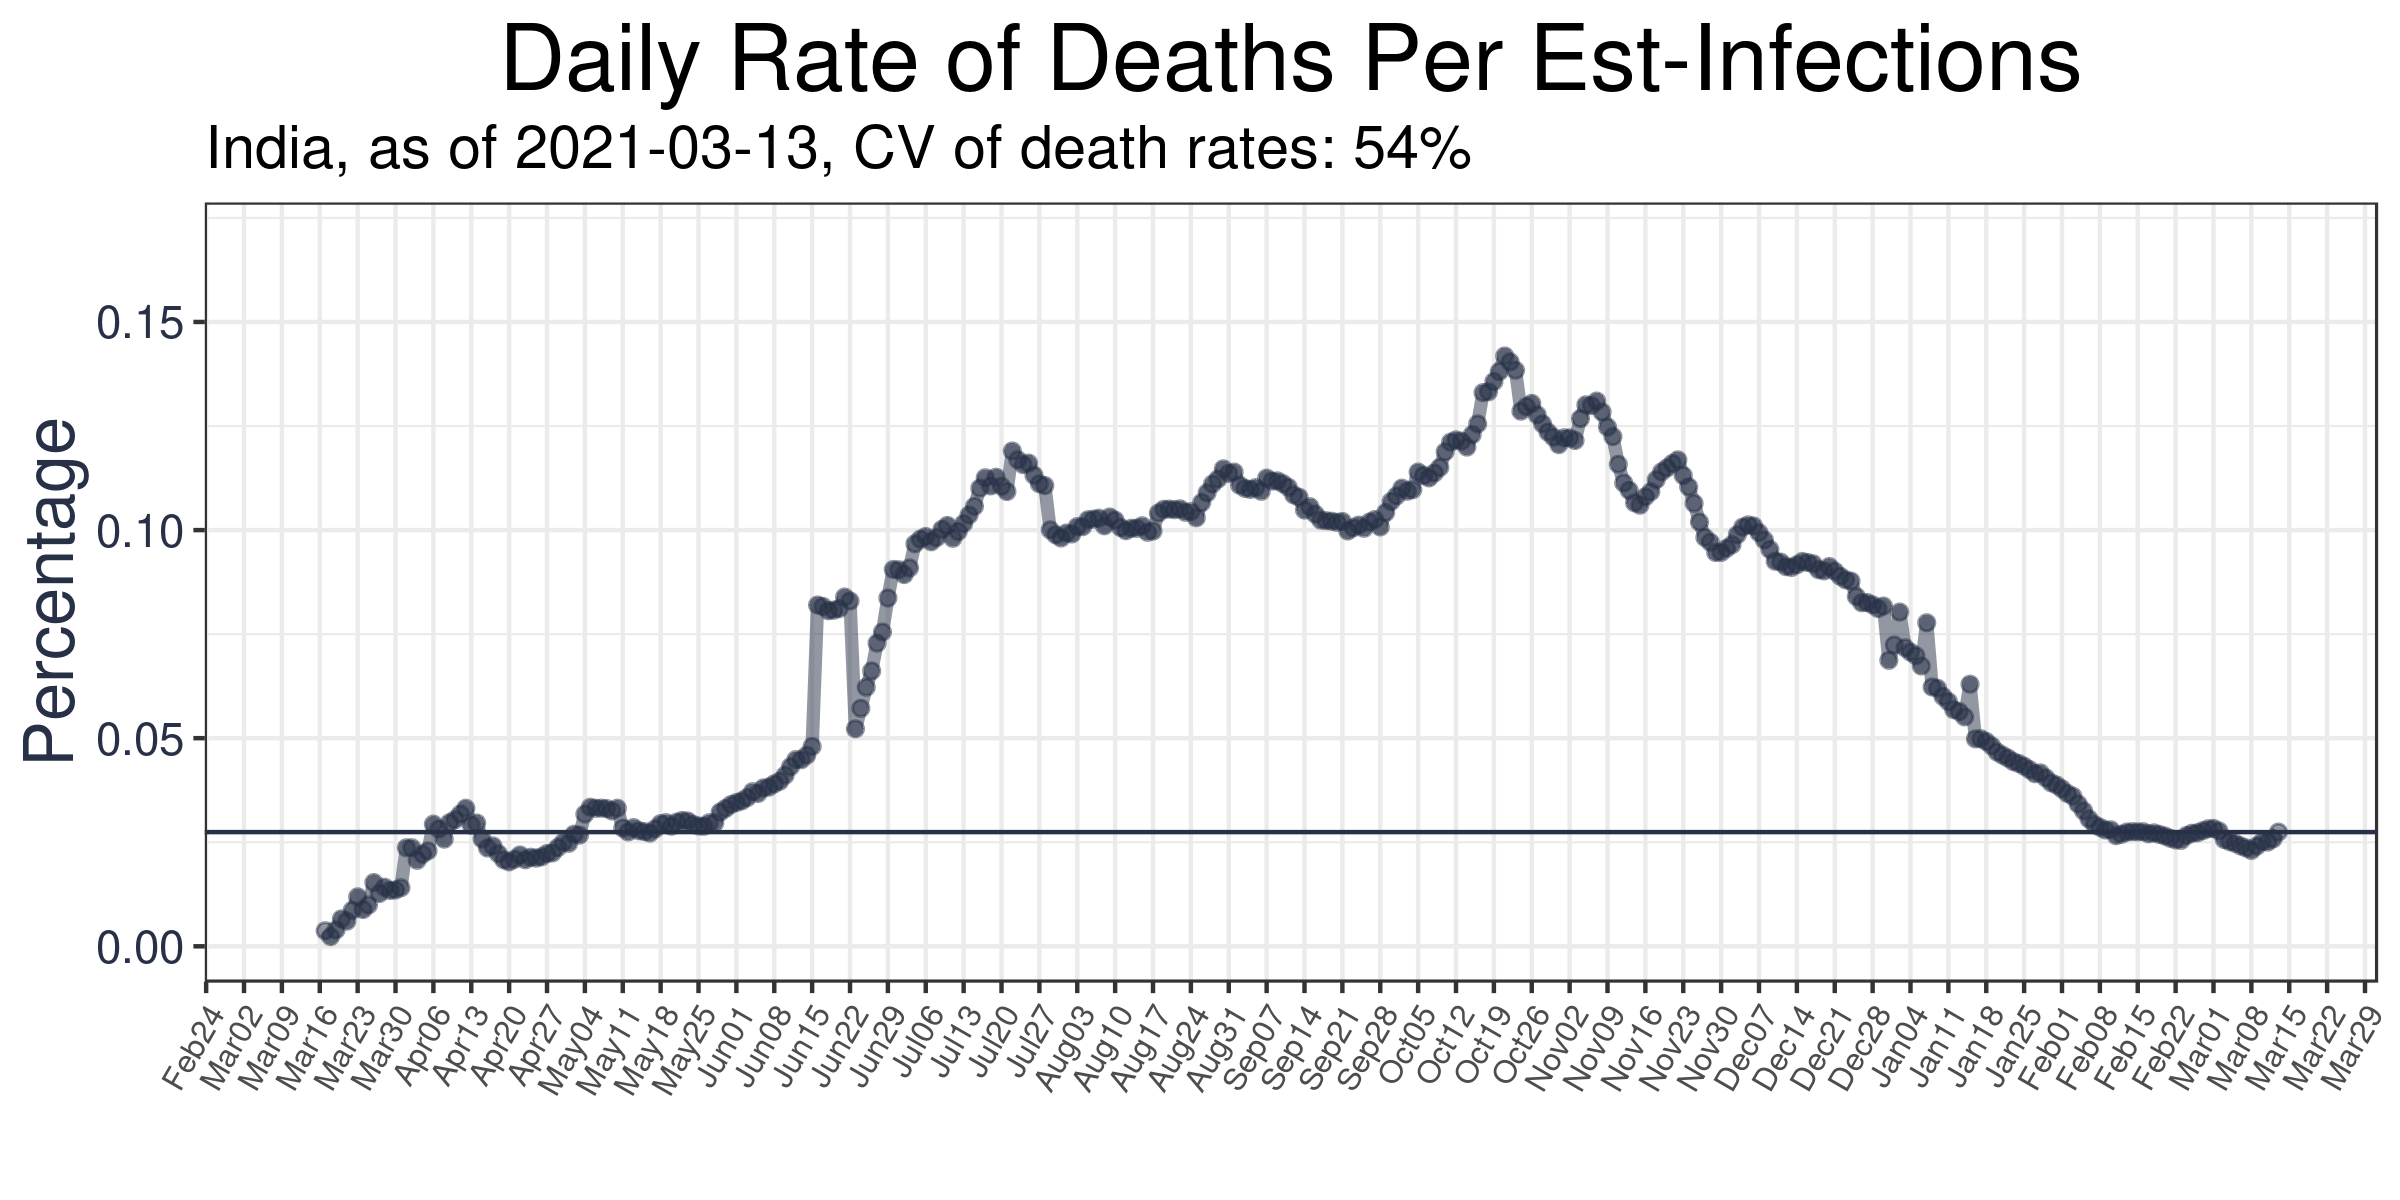 Daily Rate of Deaths Per Est-Infections
India, as of 2021-03-13, CV of death rates: 54%
Percentage
0.15
0.10
0.05
0.00
Feb24
Mar02
Mar09
Mar16
Mar23
Mar30
Apr06
Apr13
Apr20
Apr27
May04
May11
May18
May25
Jun01
Jun08
Jun15
Jun22
Jun29
Jul06
Jul13
Jul20
Jul27
Aug03
Aug10
Aug17
Aug24
Aug31
Sep07
Sep14
Sep21
Sep28
Oct05
Oct12
Oct19
Oct26
Nov02
Nov09
Nov16
Nov23
Nov30
Dec07
Dec14
Dec21
Dec28
Jan04
Jan11
Jan18
Jan25
Feb01
Feb08
Feb15
Feb22
Mar01
Mar08
Mar15
Mar22
Mar29